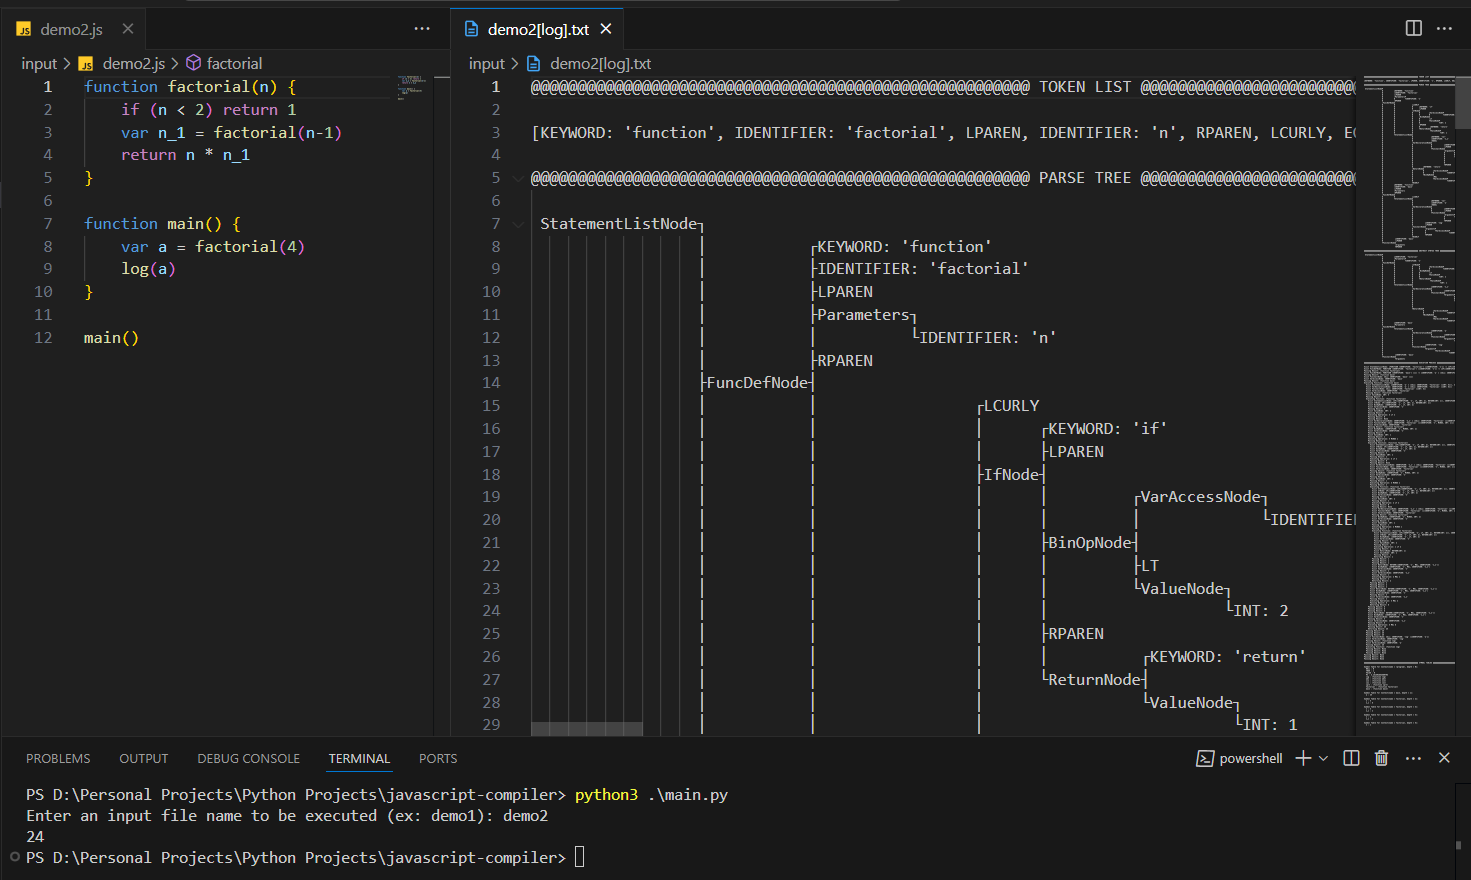 JS demo2.js × ···
input > JS demo2.js > factorial
1 function factorial(n) {
2 if (n < 2) return 1
3 var n_1 = factorial(n-1)
4 return n * n_1
5 }
6
7 function main() {
8 var a = factorial(4)
9 log(a)
10 }
11
12 main()
demo2[log].txt × ···
input > demo2[log].txt
1 @@@@@@@@@@@@@@@@@@@@@@@@@@@@@@@@@@@@@@@@@@@@@@@@@@@@@@ TOKEN LIST @@@@@@@@@@@@@@@@@@@@@@@
2
3 [KEYWORD: 'function', IDENTIFIER: 'factorial', LPAREN, IDENTIFIER: 'n', RPAREN, LCURLY, EO
4
5 @@@@@@@@@@@@@@@@@@@@@@@@@@@@@@@@@@@@@@@@@@@@@@@@@@@@@@ PARSE TREE @@@@@@@@@@@@@@@@@@@@@@@
6
7 StatementListNode┐
8 │ ┌KEYWORD: 'function'
9 │ ├IDENTIFIER: 'factorial'
10 │ ├LPAREN
11 │ ├Parameters┐
12 │ │ └IDENTIFIER: 'n'
13 │ ├RPAREN
14 ├FuncDefNode┤
15 │ │ ┌LCURLY
16 │ │ │ ┌KEYWORD: 'if'
17 │ │ │ ├LPAREN
18 │ │ ├IfNode┤
19 │ │ │ │ ┌VarAccessNode┐
20 │ │ │ │ │ └IDENTIFIE
21 │ │ │ ├BinOpNode┤
22 │ │ │ │ ├LT
23 │ │ │ │ └ValueNode┐
24 │ │ │ │ └INT: 2
25 │ │ │ ├RPAREN
26 │ │ │ │ ┌KEYWORD: 'return'
27 │ │ │ └ReturnNode┤
28 │ │ │ └ValueNode┐
29 │ │ │ └INT: 1
PROBLEMS OUTPUT DEBUG CONSOLE TERMINAL PORTS powershell
PS D:\Personal Projects\Python Projects\javascript-compiler> python3 .\main.py
Enter an input file name to be executed (ex: demo1): demo2
24
PS D:\Personal Projects\Python Projects\javascript-compiler>